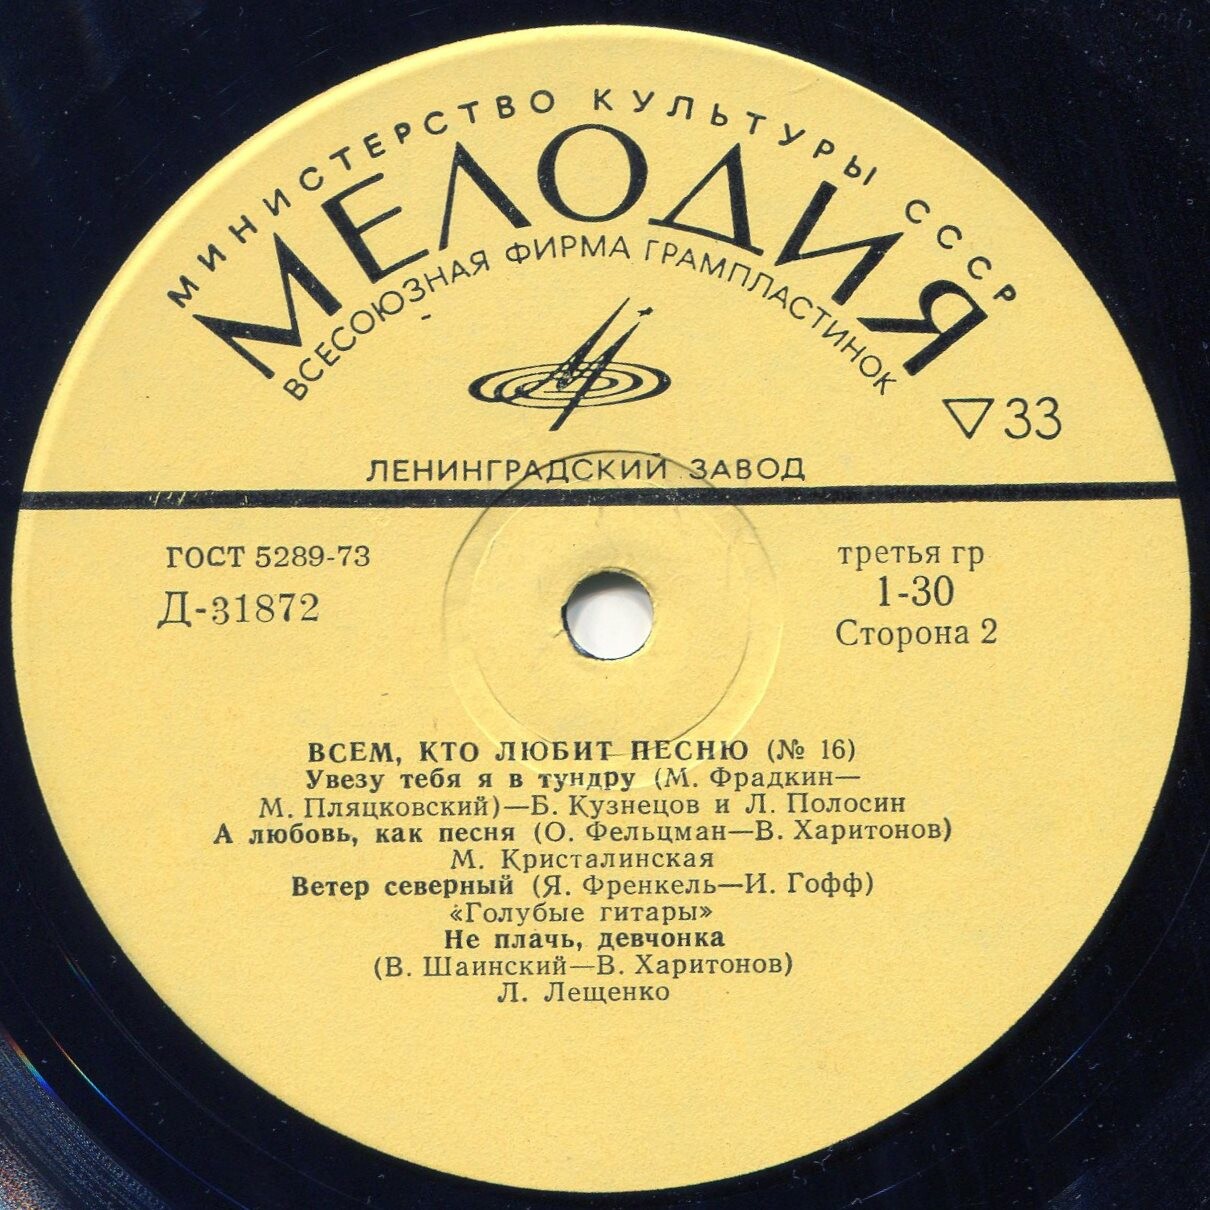 МИНИСТЕРСТВО КУЛЬТУРЫ СССР
МЕЛОДИЯ
ВСЕСОЮЗНАЯ ФИРМА ГРАМПЛАСТИНОК
33
ЛЕНИНГРАДСКИЙ ЗАВОД
ГОСТ 5289-73
третья гр
Д-31872
1-30
Сторона 2
ВСЕМ, КТО ЛЮБИТ ПЕСНЮ (№ 16)
Увезу тебя я в тундру (М. Фрадкин—
М. Пляцковский)—Б. Кузнецов и Л. Полосин
А любовь, как песня (О. Фельцман—В. Харитонов)
М. Кристалинская
Ветер северный (Я. Френкель—И. Гофф)
«Голубые гитары»
Не плачь, девчонка
(В. Шаинский—В. Харитонов)
Л. Лещенко